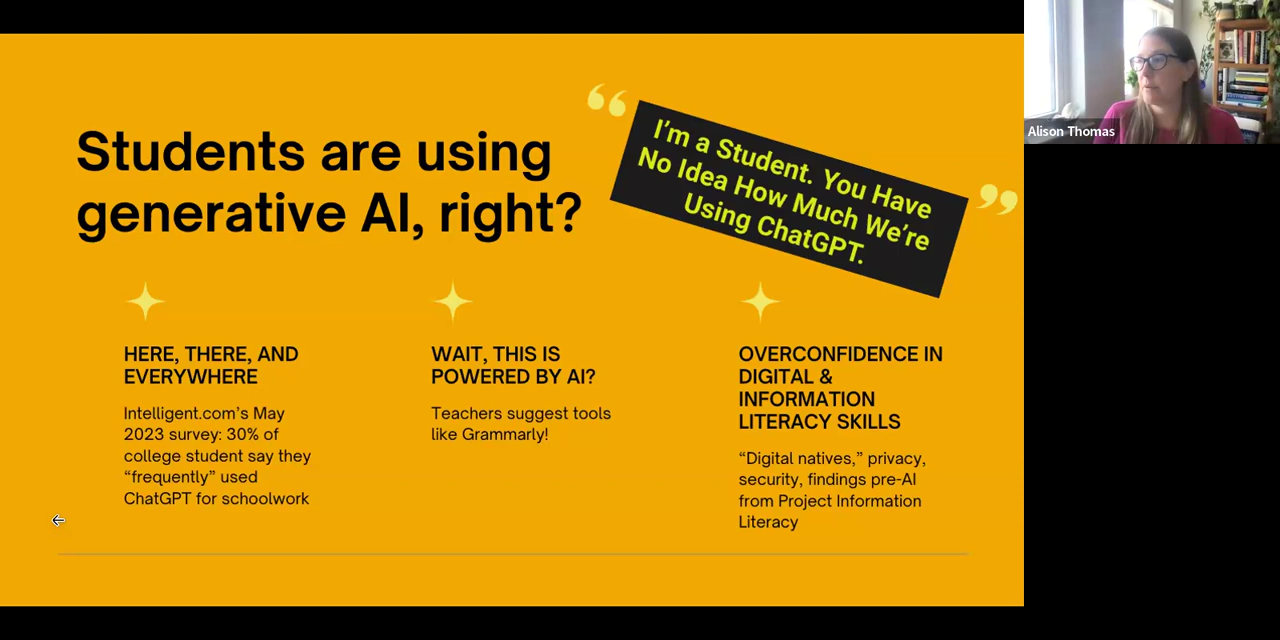 Students are using
generative AI, right?
“
I’m a Student. You Have
No Idea How Much We’re
Using ChatGPT.
”
HERE, THERE, AND
EVERYWHERE
Intelligent.com’s May
2023 survey: 30% of
college student say they
“frequently” used
ChatGPT for schoolwork
WAIT, THIS IS
POWERED BY AI?
Teachers suggest tools
like Grammarly!
OVERCONFIDENCE IN
DIGITAL &
INFORMATION
LITERACY SKILLS
“Digital natives,” privacy,
security, findings pre-AI
from Project Information
Literacy
Alison Thomas